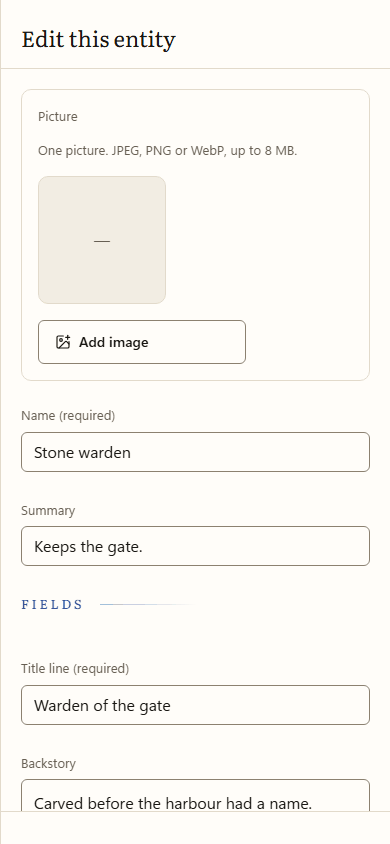 Edit this entity
Picture
One picture. JPEG, PNG or WebP, up to 8 MB.
—
Add image
Name (required)
Stone warden
Summary
Keeps the gate.
FIELDS
Title line (required)
Warden of the gate
Backstory
Carved before the harbour had a name.